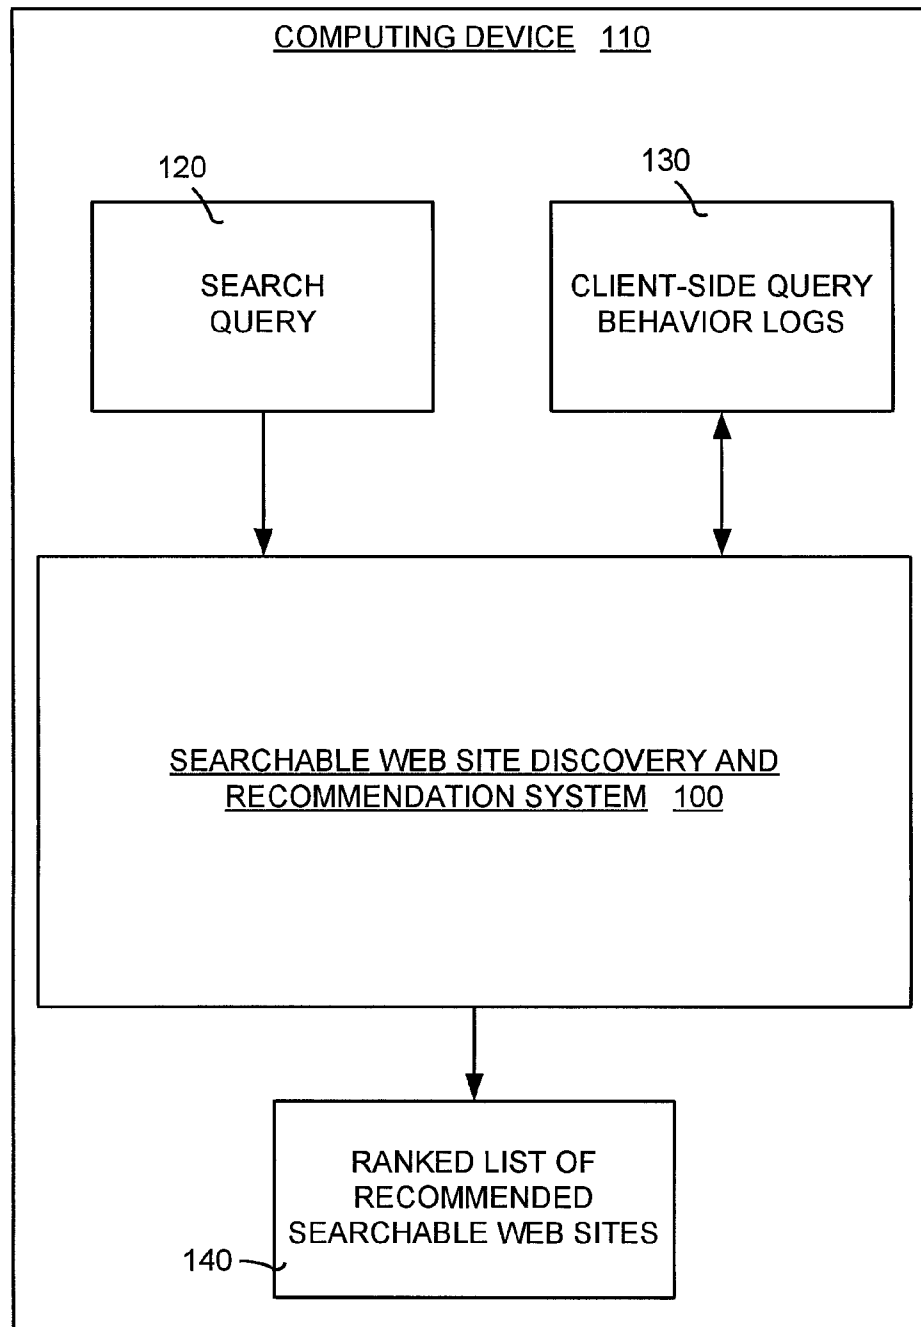 COMPUTING DEVICE 110
120
130
SEARCH
QUERY
CLIENT-SIDE QUERY
BEHAVIOR LOGS
SEARCHABLE WEB SITE DISCOVERY AND
RECOMMENDATION SYSTEM 100
RANKED LIST OF
RECOMMENDED
SEARCHABLE WEB SITES
140